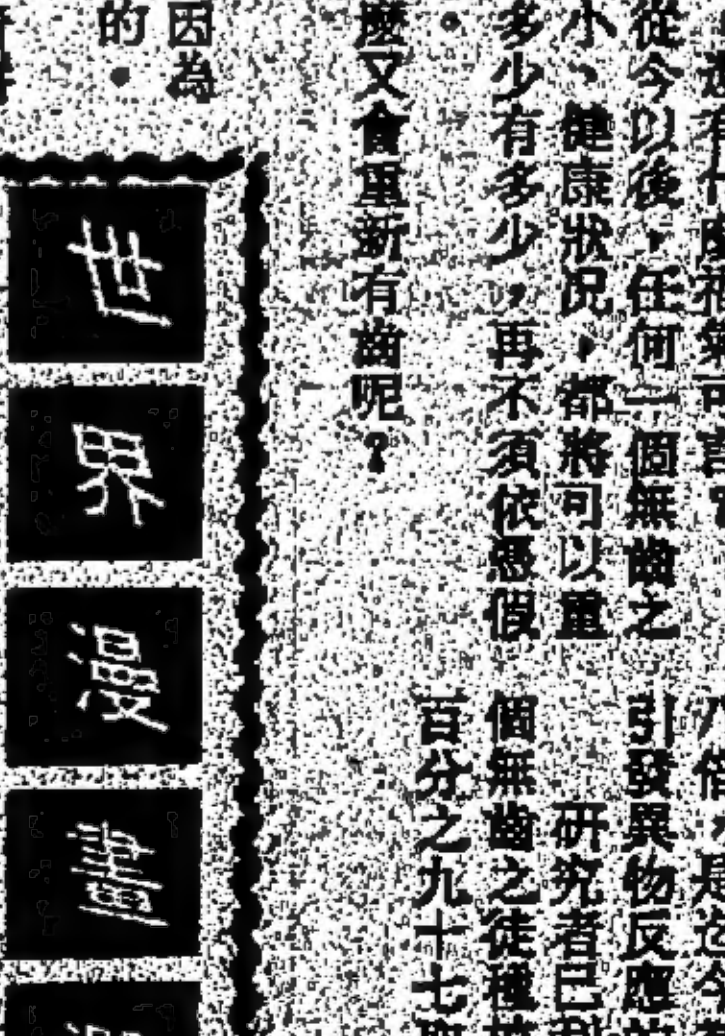 從今以後，任何一個無齒之
小、健康狀況，都將可以重
多少有多少，再不須依憑假
。
麼又會重新有齒呢？
因為
的。
引發異物反應
研究者已
個無齒之徒種
百分之九十七
世
界
漫
畫